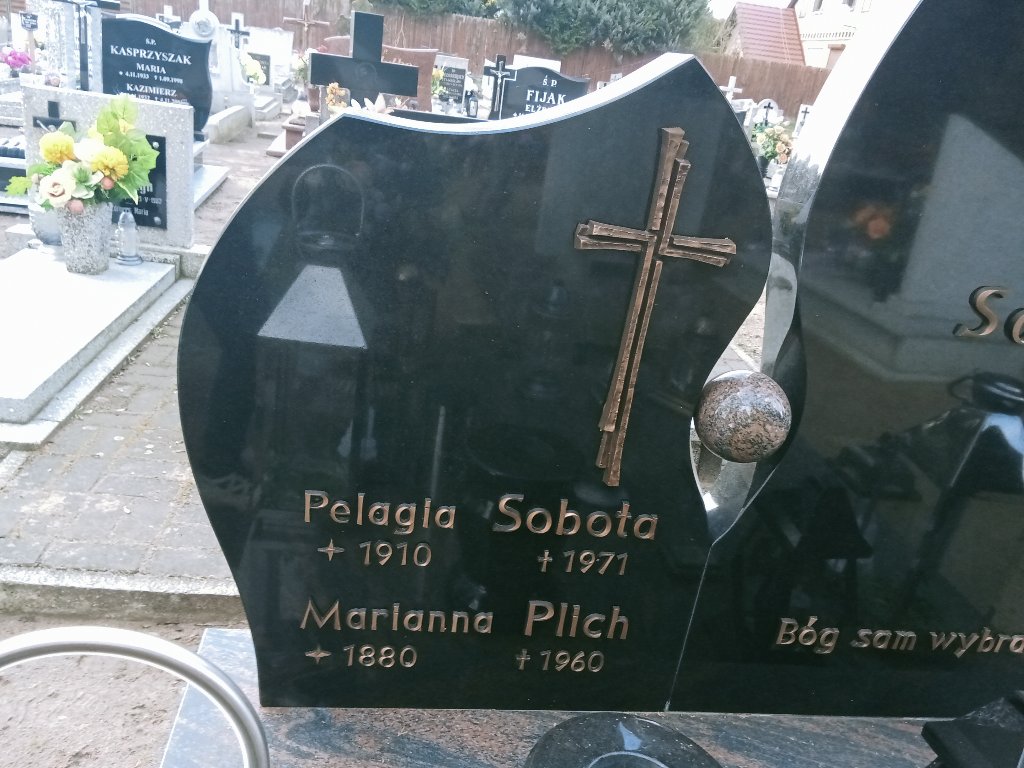 Ś.P.
KASPRZYSZAK
MARIA
KAZIMIERZ
Ś P.
FIJAK
Pelagia Sobota
1910 1971
Marianna Plich
1880 1960
Bóg sam wybra